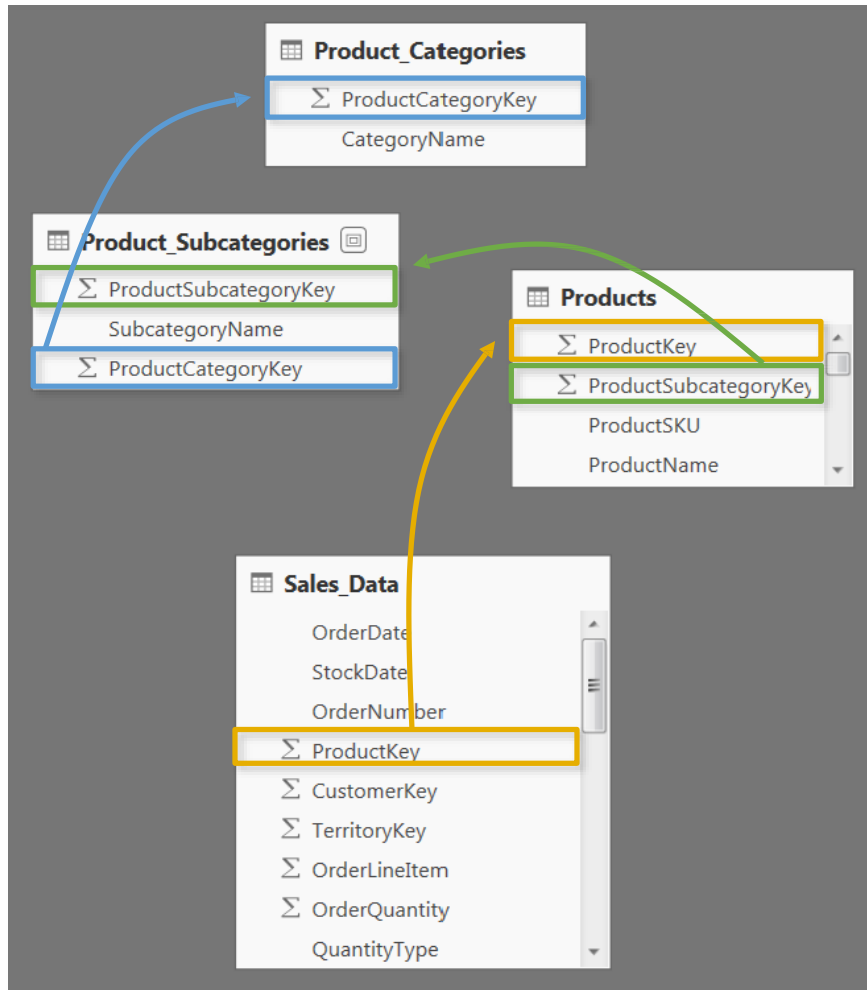 Product_Categories
Σ ProductCategoryKey
CategoryName
Product_Subcategories
Σ ProductSubcategoryKey
SubcategoryName
Σ ProductCategoryKey
Products
Σ ProductKey
Σ ProductSubcategoryKey
ProductSKU
ProductName
Sales_Data
OrderDate
StockDate
OrderNumber
Σ ProductKey
Σ CustomerKey
Σ TerritoryKey
Σ OrderLineItem
Σ OrderQuantity
QuantityType